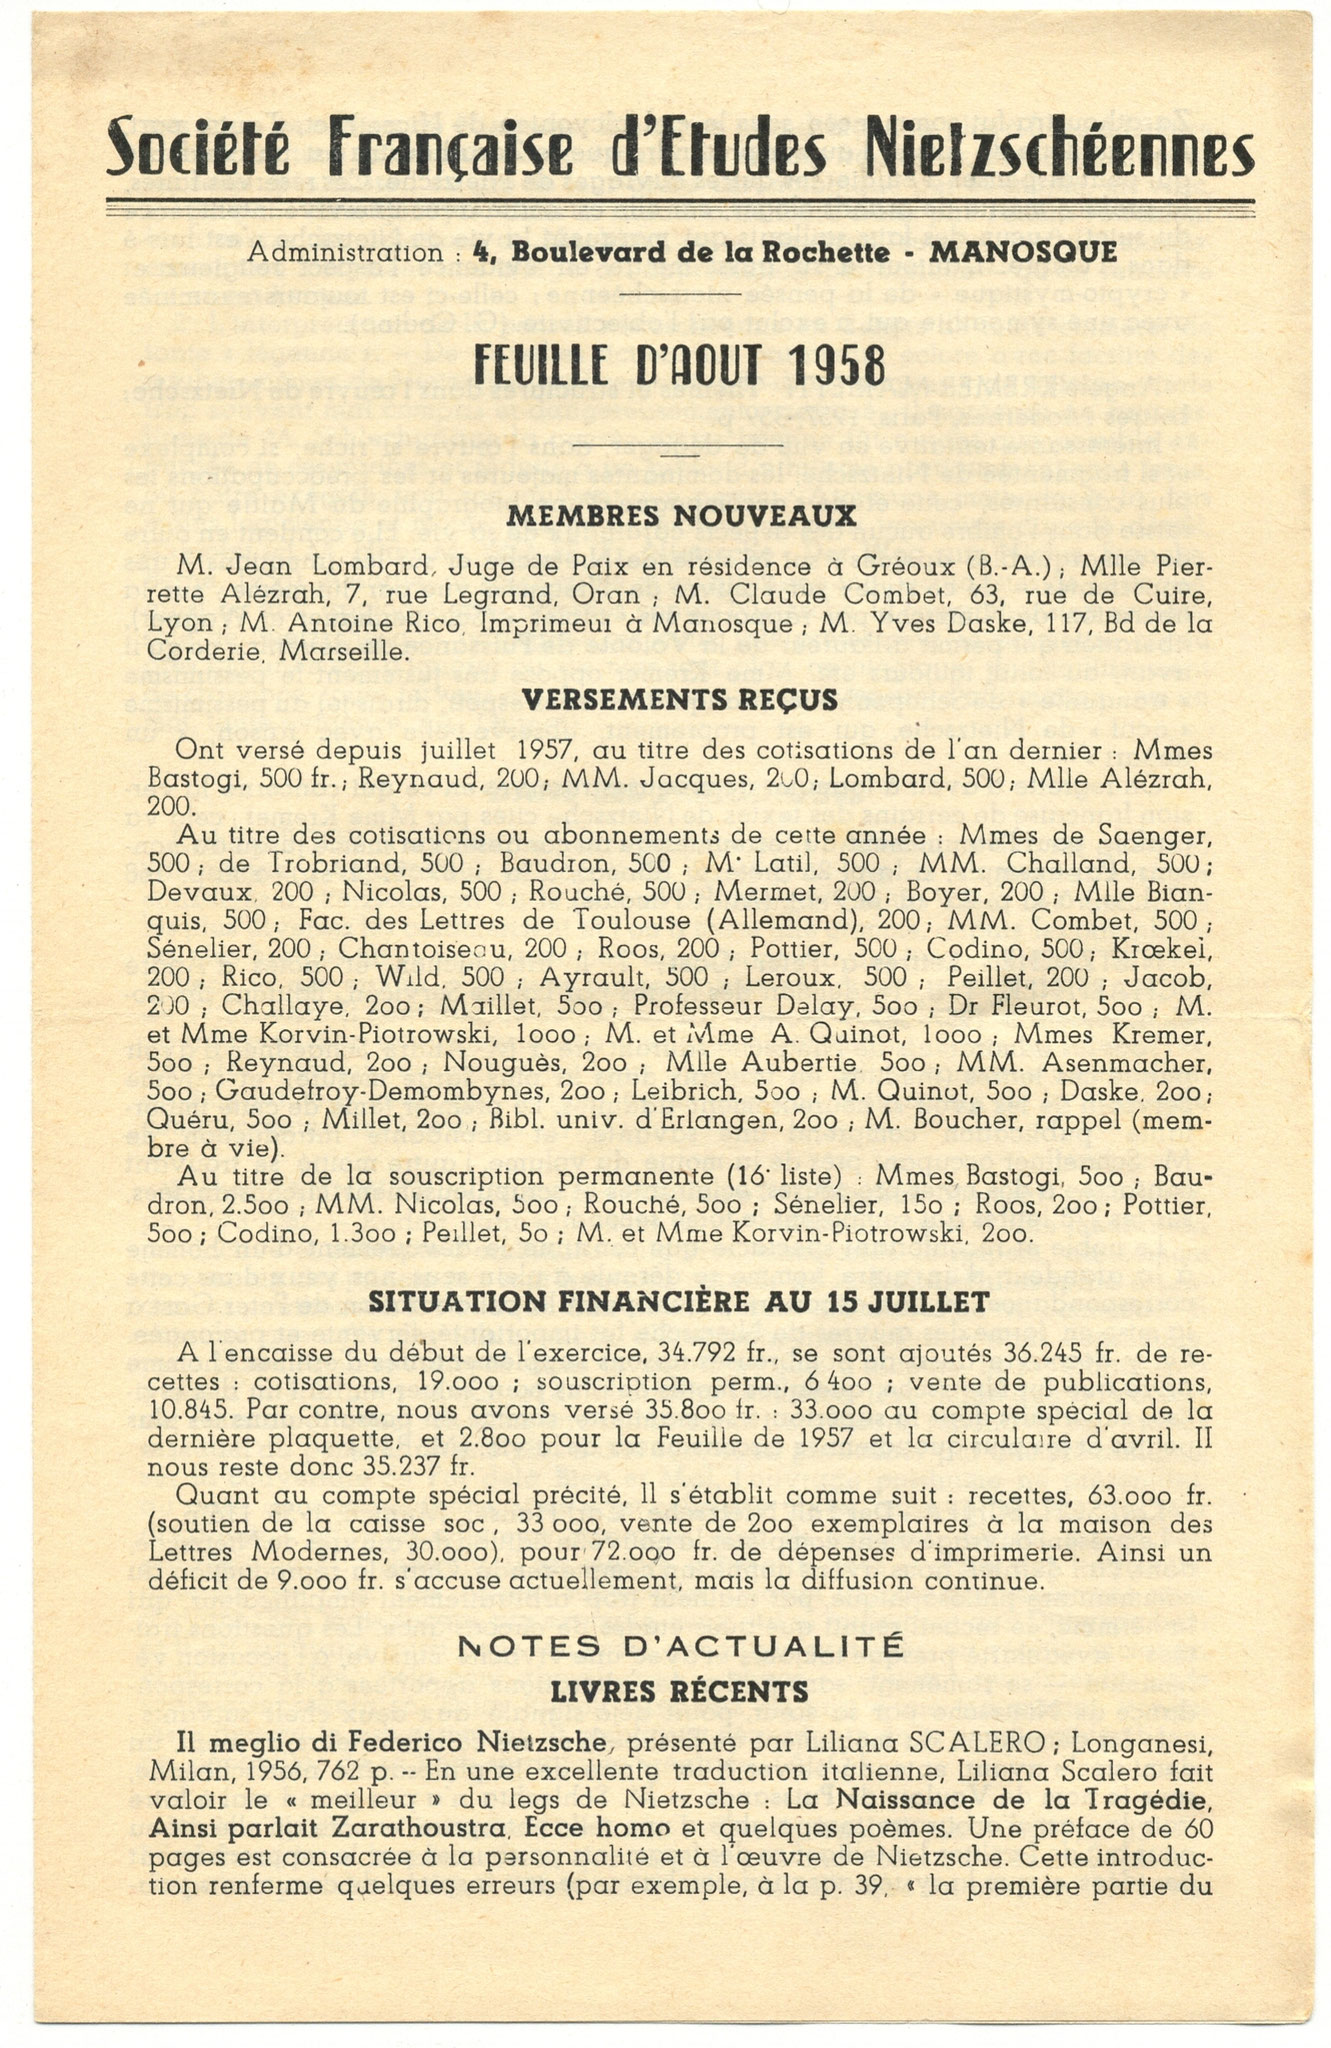 Société Française d'Etudes Nietzschéennes
Administration : 4, Boulevard de la Rochette - MANOSQUE
FEUILLE D'AOUT 1958
MEMBRES NOUVEAUX
M. Jean Lombard, Juge de Paix en résidence à Gréoux (B.-A.) ; Mlle Pier-
rette Alézrah, 7, rue Legrand, Oran ; M. Claude Combet, 63, rue de Cuire,
Lyon ; M. Antoine Rico, Imprimeur à Manosque ; M. Yves Daske, 117, Bd de la
Corderie, Marseille.
VERSEMENTS REÇUS
Ont versé depuis juillet 1957, au titre des cotisations de l'an dernier : Mmes
Bastogi, 500 fr. ; Reynaud, 200 ; MM. Jacques, 200 ; Lombard, 500 ; Mlle Alézrah,
200.
Au titre des cotisations ou abonnements de cette année : Mmes de Saenger,
500 ; de Trobriand, 500 ; Baudron, 500 ; Mᵉ Latil, 500 ; MM. Challand, 500 ;
Devaux, 200 ; Nicolas, 500 ; Rouché, 500 ; Mermet, 200 ; Boyer, 200 ; Mlle Bian-
quis, 500 ; Fac. des Lettres de Toulouse (Allemand), 200 ; MM. Combet, 500 ;
Sénelier, 200 ; Chantoiseau, 200 ; Roos, 200 ; Pottier, 500 ; Codino, 500 ; Krœkel,
200 ; Rico, 500 ; Wild, 500 ; Ayrault, 500 ; Leroux, 500 ; Peillet, 200 ; Jacob,
200 ; Challaye, 200 ; Maillet, 500 ; Professeur Delay, 500 ; Dr Fleurot, 500 ; M.
et Mme Korvin-Piotrowski, 1000 ; M. et Mme A. Quinot, 1000 ; Mmes Kremer,
500 ; Reynaud, 200 ; Nouguès, 200 ; Mlle Aubertie, 500 ; MM. Asenmacher,
500 ; Gaudefroy-Demombynes, 200 ; Leibrich, 500 ; M. Quinot, 500 ; Daske, 200 ;
Quéru, 500 ; Millet, 200 ; Bibl. univ. d'Erlangen, 200 ; M. Boucher, rappel (mem-
bre à vie).
Au titre de la souscription permanente (16ᵉ liste) : Mmes Bastogi, 500 ; Bau-
dron, 2.500 ; MM. Nicolas, 500 ; Rouché, 500 ; Sénelier, 150 ; Roos, 200 ; Pottier,
500 ; Codino, 1.300 ; Peillet, 50 ; M. et Mme Korvin-Piotrowski, 200.
SITUATION FINANCIÈRE AU 15 JUILLET
A l'encaisse du début de l'exercice, 34.792 fr., se sont ajoutés 36.245 fr. de re-
cettes : cotisations, 19.000 ; souscription perm., 6 400 ; vente de publications,
10.845. Par contre, nous avons versé 35.800 fr. : 33.000 au compte spécial de la
dernière plaquette, et 2.800 pour la Feuille de 1957 et la circulaire d'avril. Il
nous reste donc 35.237 fr.
Quant au compte spécial précité, il s'établit comme suit : recettes, 63.000 fr.
(soutien de la caisse soc , 33 000, vente de 200 exemplaires à la maison des
Lettres Modernes, 30.000), pour 72.000 fr. de dépenses d'imprimerie. Ainsi un
déficit de 9.000 fr. s'accuse actuellement, mais la diffusion continue.
NOTES D'ACTUALITÉ
LIVRES RÉCENTS
Il meglio di Federico Nietzsche, présenté par Liliana SCALERO ; Longanesi,
Milan, 1956, 762 p. -- En une excellente traduction italienne, Liliana Scalero fait
valoir le « meilleur » du legs de Nietzsche : La Naissance de la Tragédie,
Ainsi parlait Zarathoustra, Ecce homo et quelques poèmes. Une préface de 60
pages est consacrée à la personnalité et à l'œuvre de Nietzsche. Cette introduc-
tion renferme quelques erreurs (par exemple, à la p. 39, « la première partie du